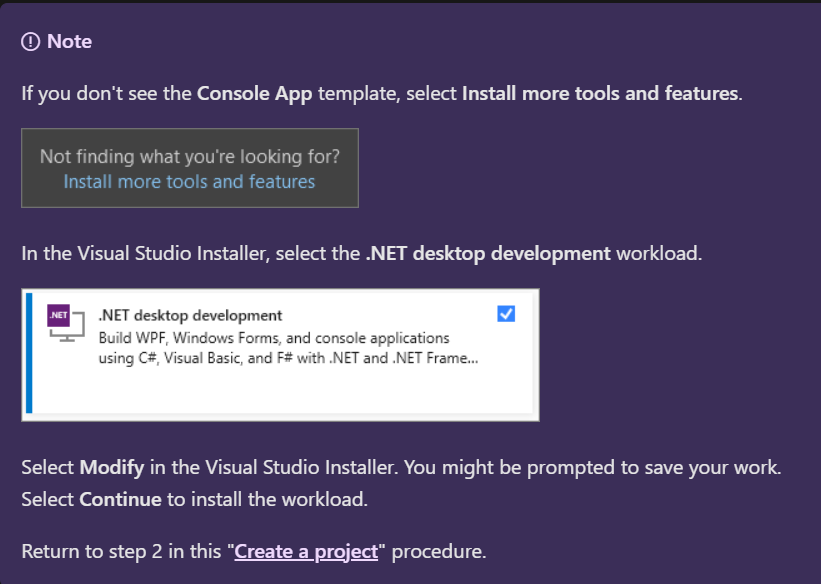 Note
If you don't see the Console App template, select Install more tools and features.
Not finding what you're looking for?
Install more tools and features
In the Visual Studio Installer, select the .NET desktop development workload.
.NET
.NET desktop development
Build WPF, Windows Forms, and console applications
using C#, Visual Basic, and F# with .NET and .NET Frame...
Select Modify in the Visual Studio Installer. You might be prompted to save your work.
Select Continue to install the workload.
Return to step 2 in this "Create a project" procedure.